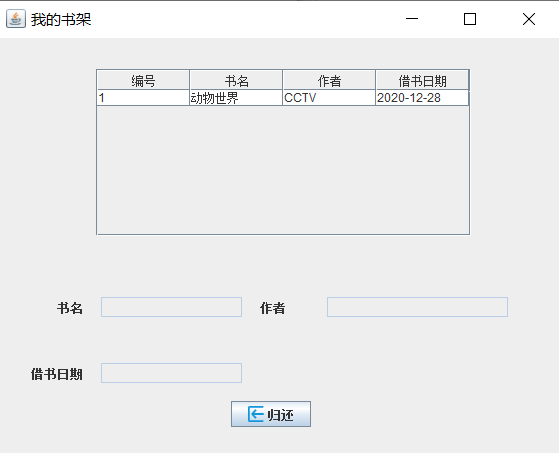 我的书架
编号 书名 作者 借书日期
1 动物世界 CCTV 2020-12-28
书名 作者
借书日期
归还